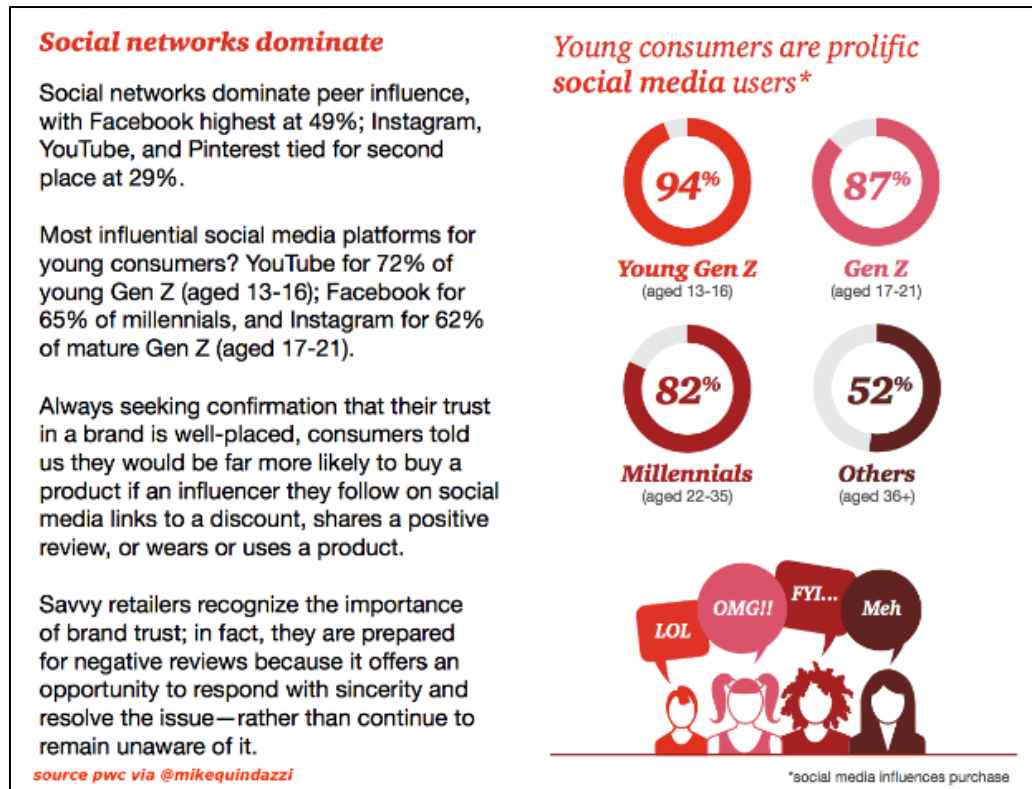 Social networks dominate
Social networks dominate peer influence,
with Facebook highest at 49%; Instagram,
YouTube, and Pinterest tied for second
place at 29%.
Most influential social media platforms for
young consumers? YouTube for 72% of
young Gen Z (aged 13-16); Facebook for
65% of millennials, and Instagram for 62%
of mature Gen Z (aged 17-21).
Always seeking confirmation that their trust
in a brand is well-placed, consumers told
us they would be far more likely to buy a
product if an influencer they follow on social
media links to a discount, shares a positive
review, or wears or uses a product.
Savvy retailers recognize the importance
of brand trust; in fact, they are prepared
for negative reviews because it offers an
opportunity to respond with sincerity and
resolve the issue—rather than continue to
remain unaware of it.
source pwc via @mikequindazzi
Young consumers are prolific
social media users*
94%
Young Gen Z
(aged 13-16)
87%
Gen Z
(aged 17-21)
82%
Millennials
(aged 22-35)
52%
Others
(aged 36+)
LOL
OMG!!
FYI...
Meh
*social media influences purchase